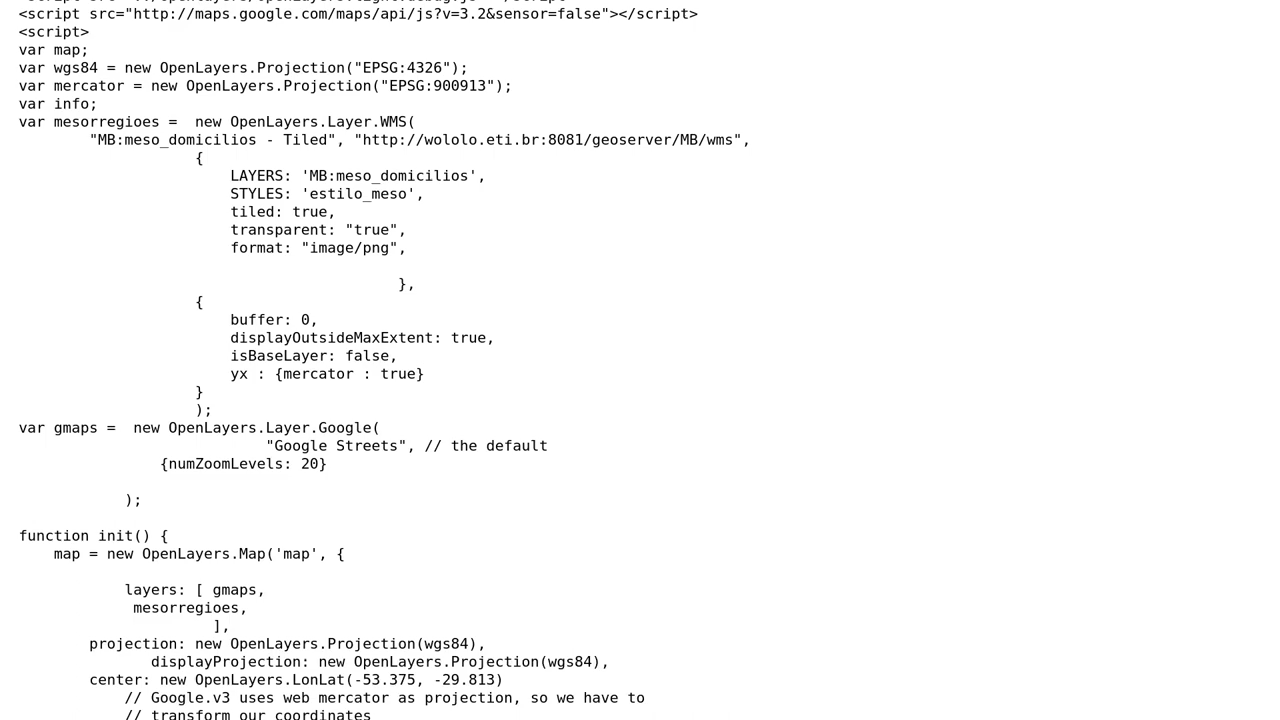 <script src="http://maps.google.com/maps/api/js?v=3.2&sensor=false"></script>
<script>
var map;
var wgs84 = new OpenLayers.Projection("EPSG:4326");
var mercator = new OpenLayers.Projection("EPSG:900913");
var info;
var mesorregioes =  new OpenLayers.Layer.WMS(
        "MB:meso_domicilios - Tiled", "http://wololo.eti.br:8081/geoserver/MB/wms",
                    {
                        LAYERS: 'MB:meso_domicilios',
                        STYLES: 'estilo_meso',
                        tiled: true,
                        transparent: "true",
                        format: "image/png",
                                           },
                    {
                        buffer: 0,
                        displayOutsideMaxExtent: true,
                        isBaseLayer: false,
                        yx : {mercator : true}
                    }
                    );
var gmaps =  new OpenLayers.Layer.Google(
                            "Google Streets", // the default
                {numZoomLevels: 20}
            );
function init() {
    map = new OpenLayers.Map('map', {
            layers: [ gmaps,
             mesorregioes,
                      ],
        projection: new OpenLayers.Projection(wgs84),
               displayProjection: new OpenLayers.Projection(wgs84),
        center: new OpenLayers.LonLat(-53.375, -29.813)
            // Google.v3 uses web mercator as projection, so we have to
            // transform our coordinates